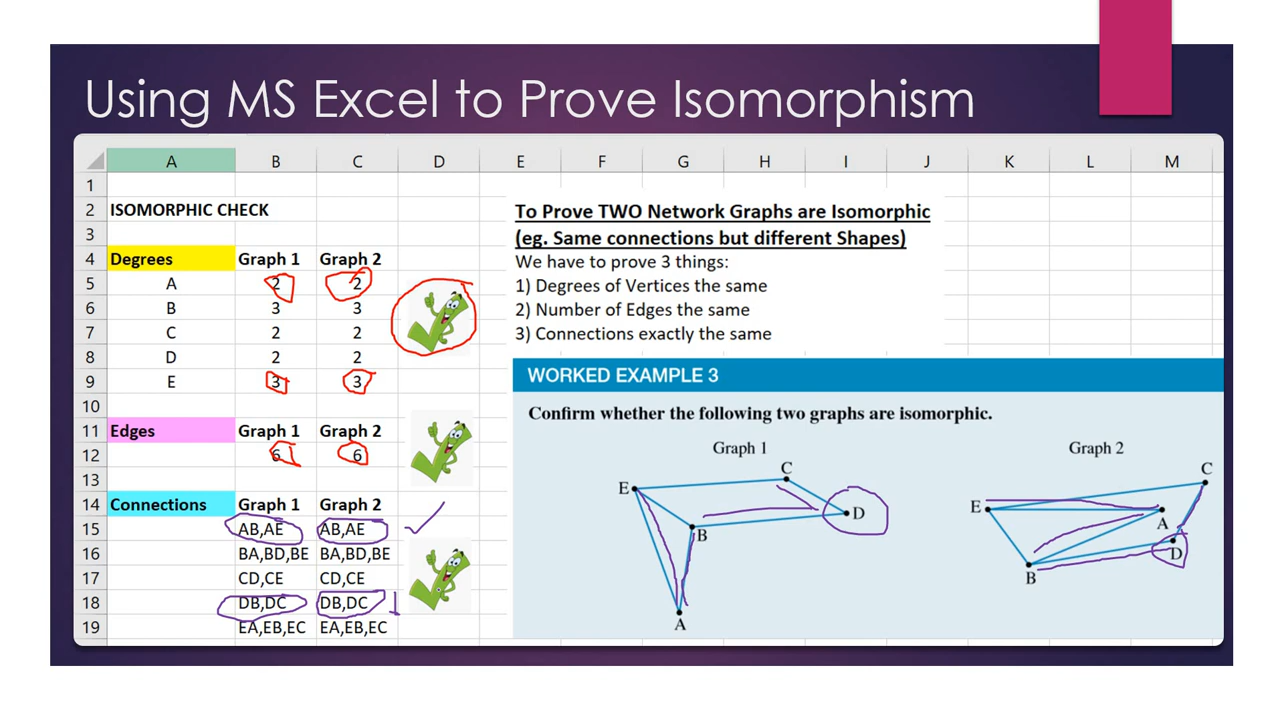 Using MS Excel to Prove Isomorphism
A B C D E F G H I J K L M
1
2 ISOMORPHIC CHECK
3
4 Degrees Graph 1 Graph 2
5 A 2 2
6 B 3 3
7 C 2 2
8 D 2 2
9 E 3 3
10
11 Edges Graph 1 Graph 2
12 6 6
13
14 Connections Graph 1 Graph 2
15 AB,AE AB,AE
16 BA,BD,BE BA,BD,BE
17 CD,CE CD,CE
18 DB,DC DB,DC
19 EA,EB,EC EA,EB,EC
To Prove TWO Network Graphs are Isomorphic
(eg. Same connections but different Shapes)
We have to prove 3 things:
1) Degrees of Vertices the same
2) Number of Edges the same
3) Connections exactly the same
WORKED EXAMPLE 3
Confirm whether the following two graphs are isomorphic.
Graph 1
C
E
D
B
A
Graph 2
C
E
A
D
B